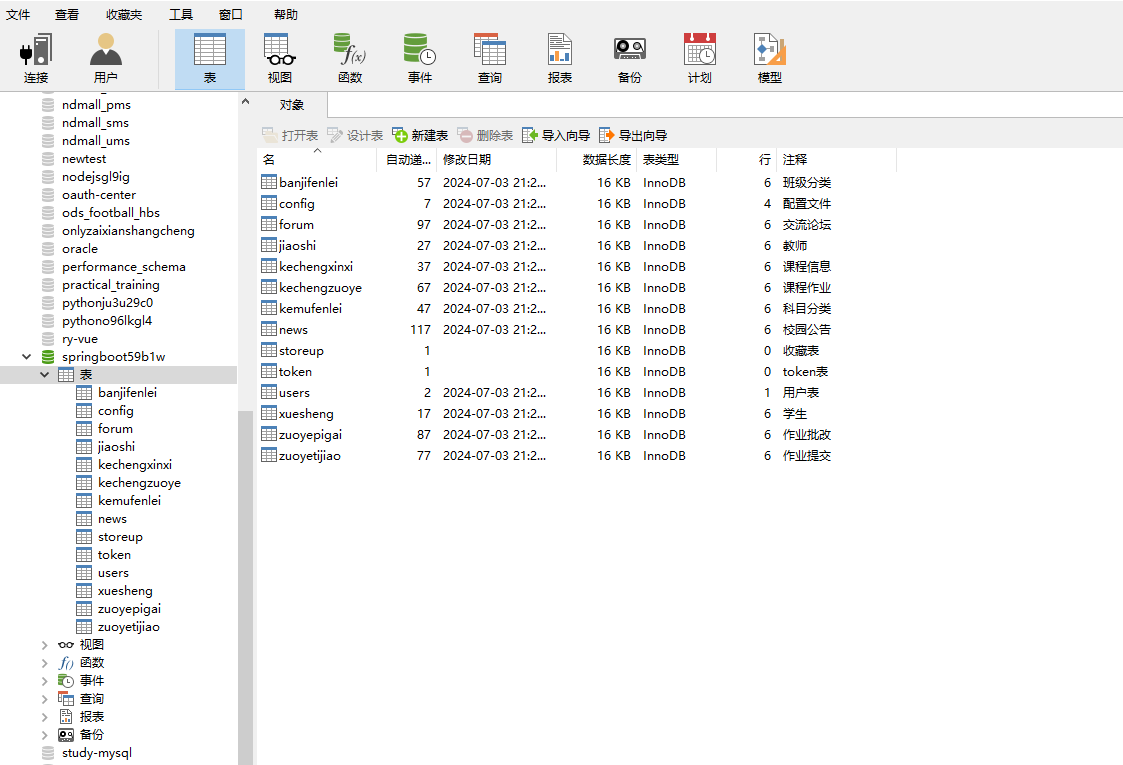 文件 查看 收藏夹 工具 窗口 帮助
连接 用户 表 视图 函数 事件 查询 报表 备份 计划 模型
ndmall_pms
ndmall_sms
ndmall_ums
newtest
nodejsgl9ig
oauth-center
ods_football_hbs
onlyzaixianshangcheng
oracle
performance_schema
practical_training
pythonju3u29c0
pythono96lkgl4
ry-vue
springboot59b1w
表
banjifenlei
config
forum
jiaoshi
kechengxinxi
kechengzuoye
kemufenlei
news
storeup
token
users
xuesheng
zuoyepigai
zuoyetijiao
视图
函数
事件
查询
报表
备份
study-mysql
对象
打开表 设计表 新建表 删除表 导入向导 导出向导
名 自动递... 修改日期 数据长度 表类型 行 注释
banjifenlei 57 2024-07-03 21:2... 16 KB InnoDB 6 班级分类
config 7 2024-07-03 21:2... 16 KB InnoDB 4 配置文件
forum 97 2024-07-03 21:2... 16 KB InnoDB 6 交流论坛
jiaoshi 27 2024-07-03 21:2... 16 KB InnoDB 6 教师
kechengxinxi 37 2024-07-03 21:2... 16 KB InnoDB 6 课程信息
kechengzuoye 67 2024-07-03 21:2... 16 KB InnoDB 6 课程作业
kemufenlei 47 2024-07-03 21:2... 16 KB InnoDB 6 科目分类
news 117 2024-07-03 21:2... 16 KB InnoDB 6 校园公告
storeup 1 16 KB InnoDB 0 收藏表
token 1 16 KB InnoDB 0 token表
users 2 2024-07-03 21:2... 16 KB InnoDB 1 用户表
xuesheng 17 2024-07-03 21:2... 16 KB InnoDB 6 学生
zuoyepigai 87 2024-07-03 21:2... 16 KB InnoDB 6 作业批改
zuoyetijiao 77 2024-07-03 21:2... 16 KB InnoDB 6 作业提交